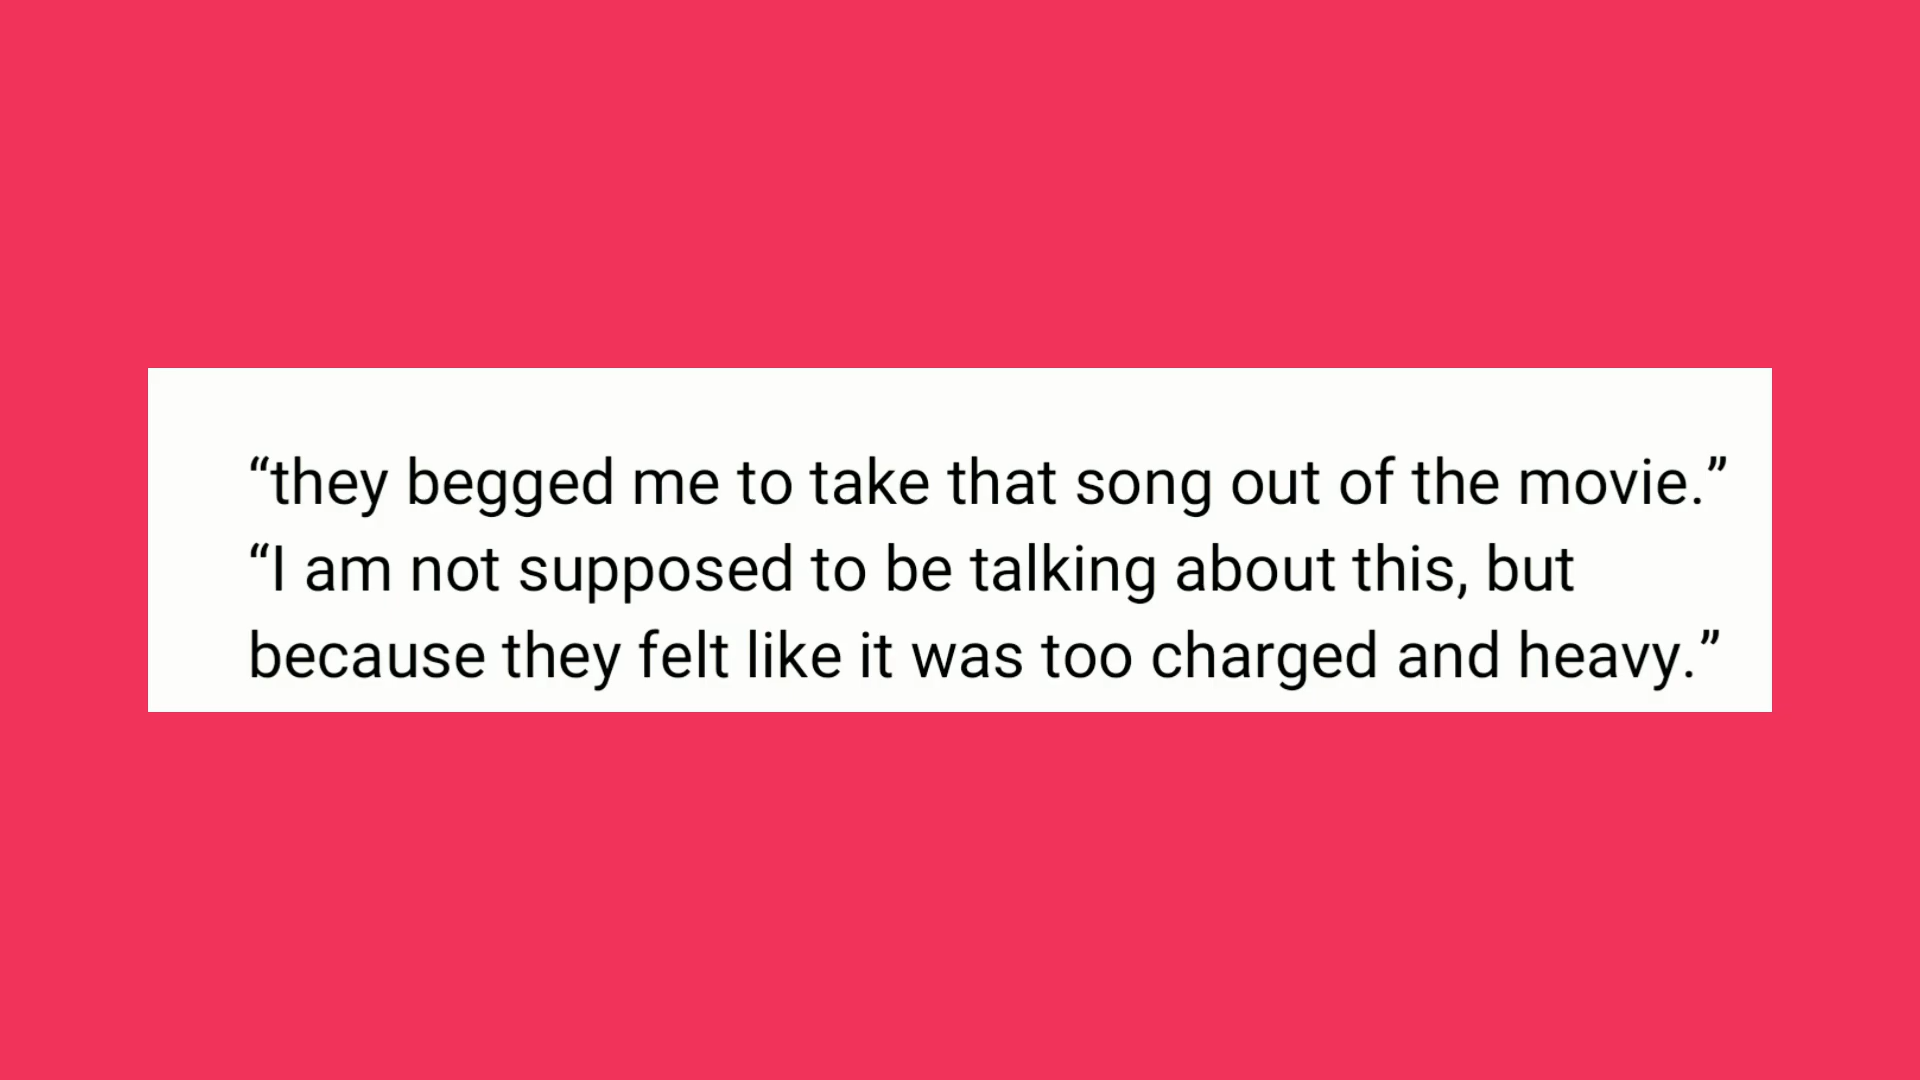 “they begged me to take that song out of the movie.”
“I am not supposed to be talking about this, but
because they felt like it was too charged and heavy.”